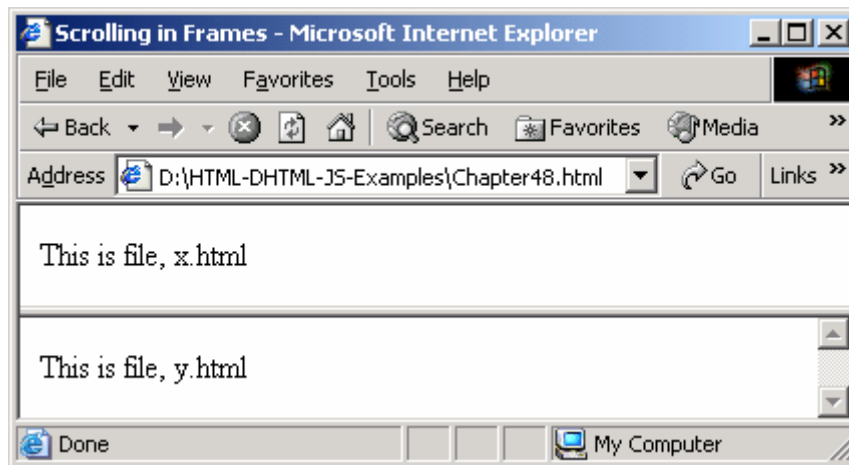 Scrolling in Frames - Microsoft Internet Explorer
File Edit View Favorites Tools Help
Back Search Favorites Media »
Address D:\HTML-DHTML-JS-Examples\Chapter48.html Go Links »
This is file, x.html
This is file, y.html
Done My Computer